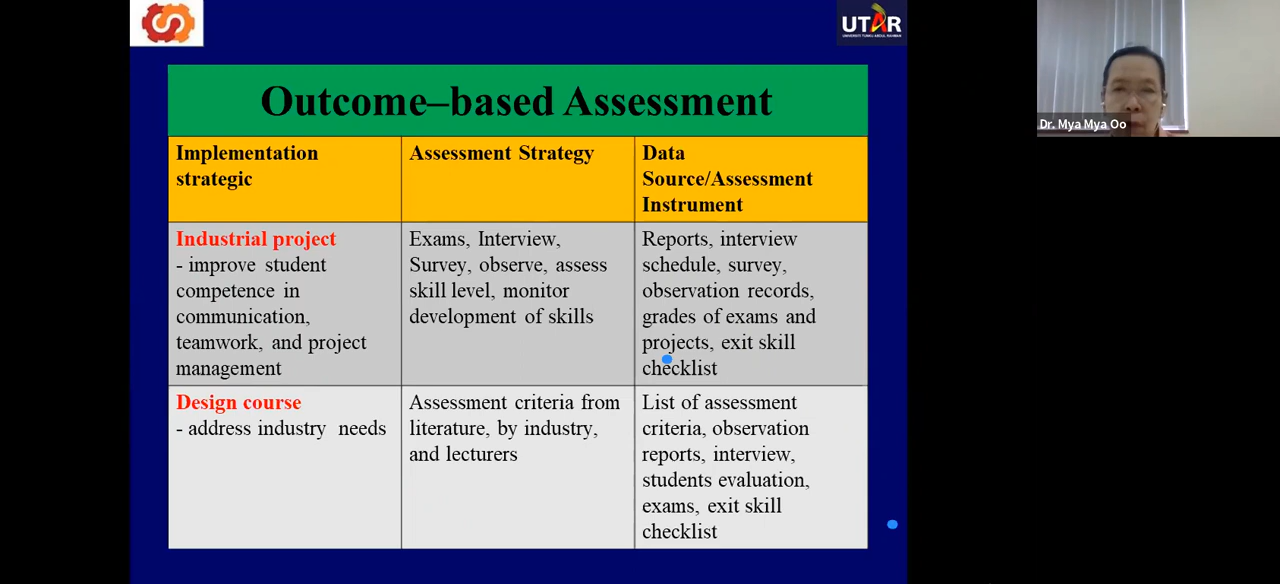 UTAR
UNIVERSITI TUNKU ABDUL RAHMAN
Dr. Mya Mya Oo
Outcome–based Assessment
Implementation
strategic
Assessment Strategy
Data
Source/Assessment
Instrument
Industrial project
- improve student
competence in
communication,
teamwork, and project
management
Exams, Interview,
Survey, observe, assess
skill level, monitor
development of skills
Reports, interview
schedule, survey,
observation records,
grades of exams and
projects, exit skill
checklist
Design course
- address industry needs
Assessment criteria from
literature, by industry,
and lecturers
List of assessment
criteria, observation
reports, interview,
students evaluation,
exams, exit skill
checklist